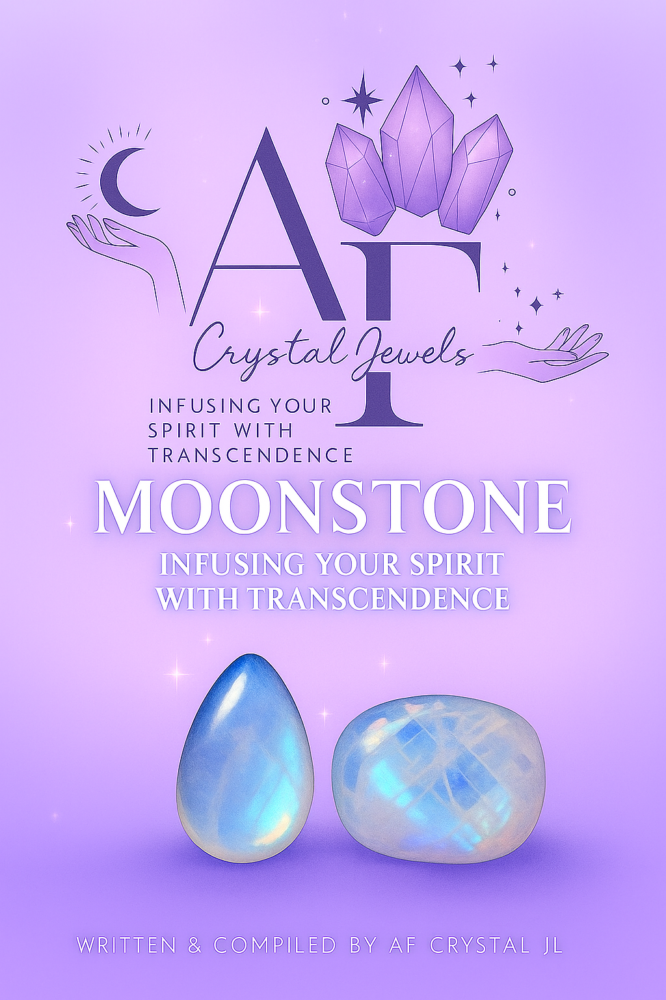 AF
Crystal Jewels
INFUSING YOUR
SPIRIT WITH
TRANSCENDENCE
MOONSTONE
INFUSING YOUR SPIRIT
WITH TRANSCENDENCE
WRITTEN & COMPILED BY AF CRYSTAL JL